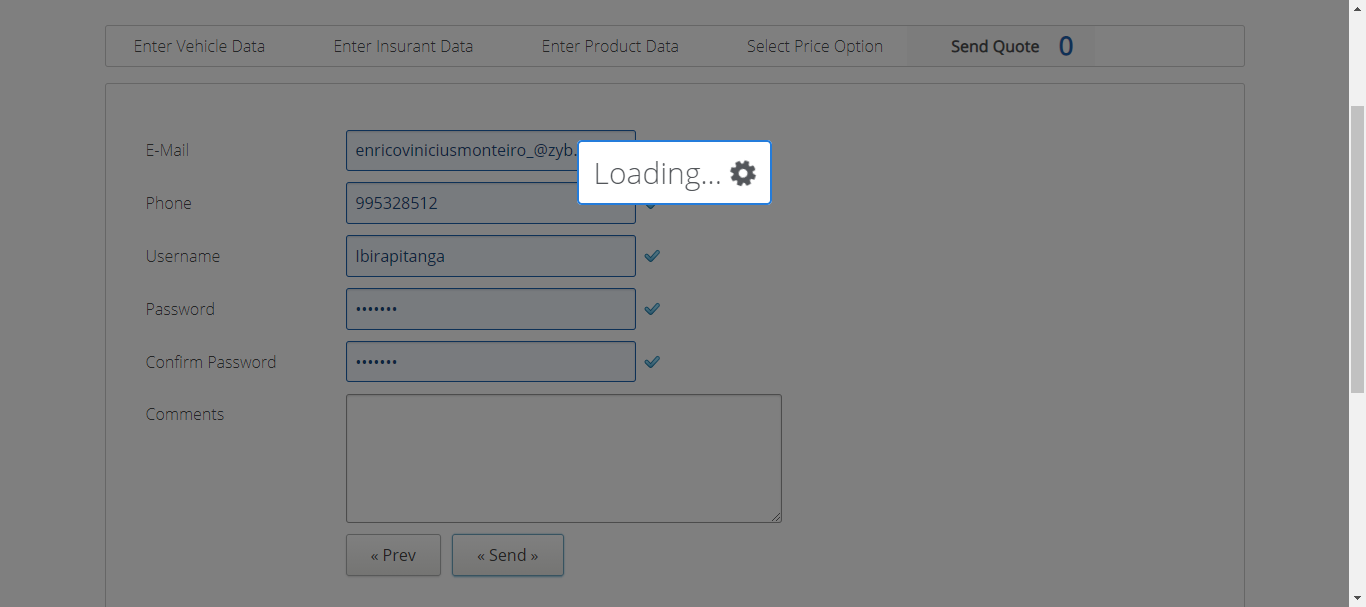 Enter Vehicle Data Enter Insurant Data Enter Product Data Select Price Option Send Quote 0
E-Mail enricoviniciusmonteiro_@zyb.
Loading...
Phone 995328512
Username Ibirapitanga
Password •••••••
Confirm Password •••••••
Comments
« Prev « Send »